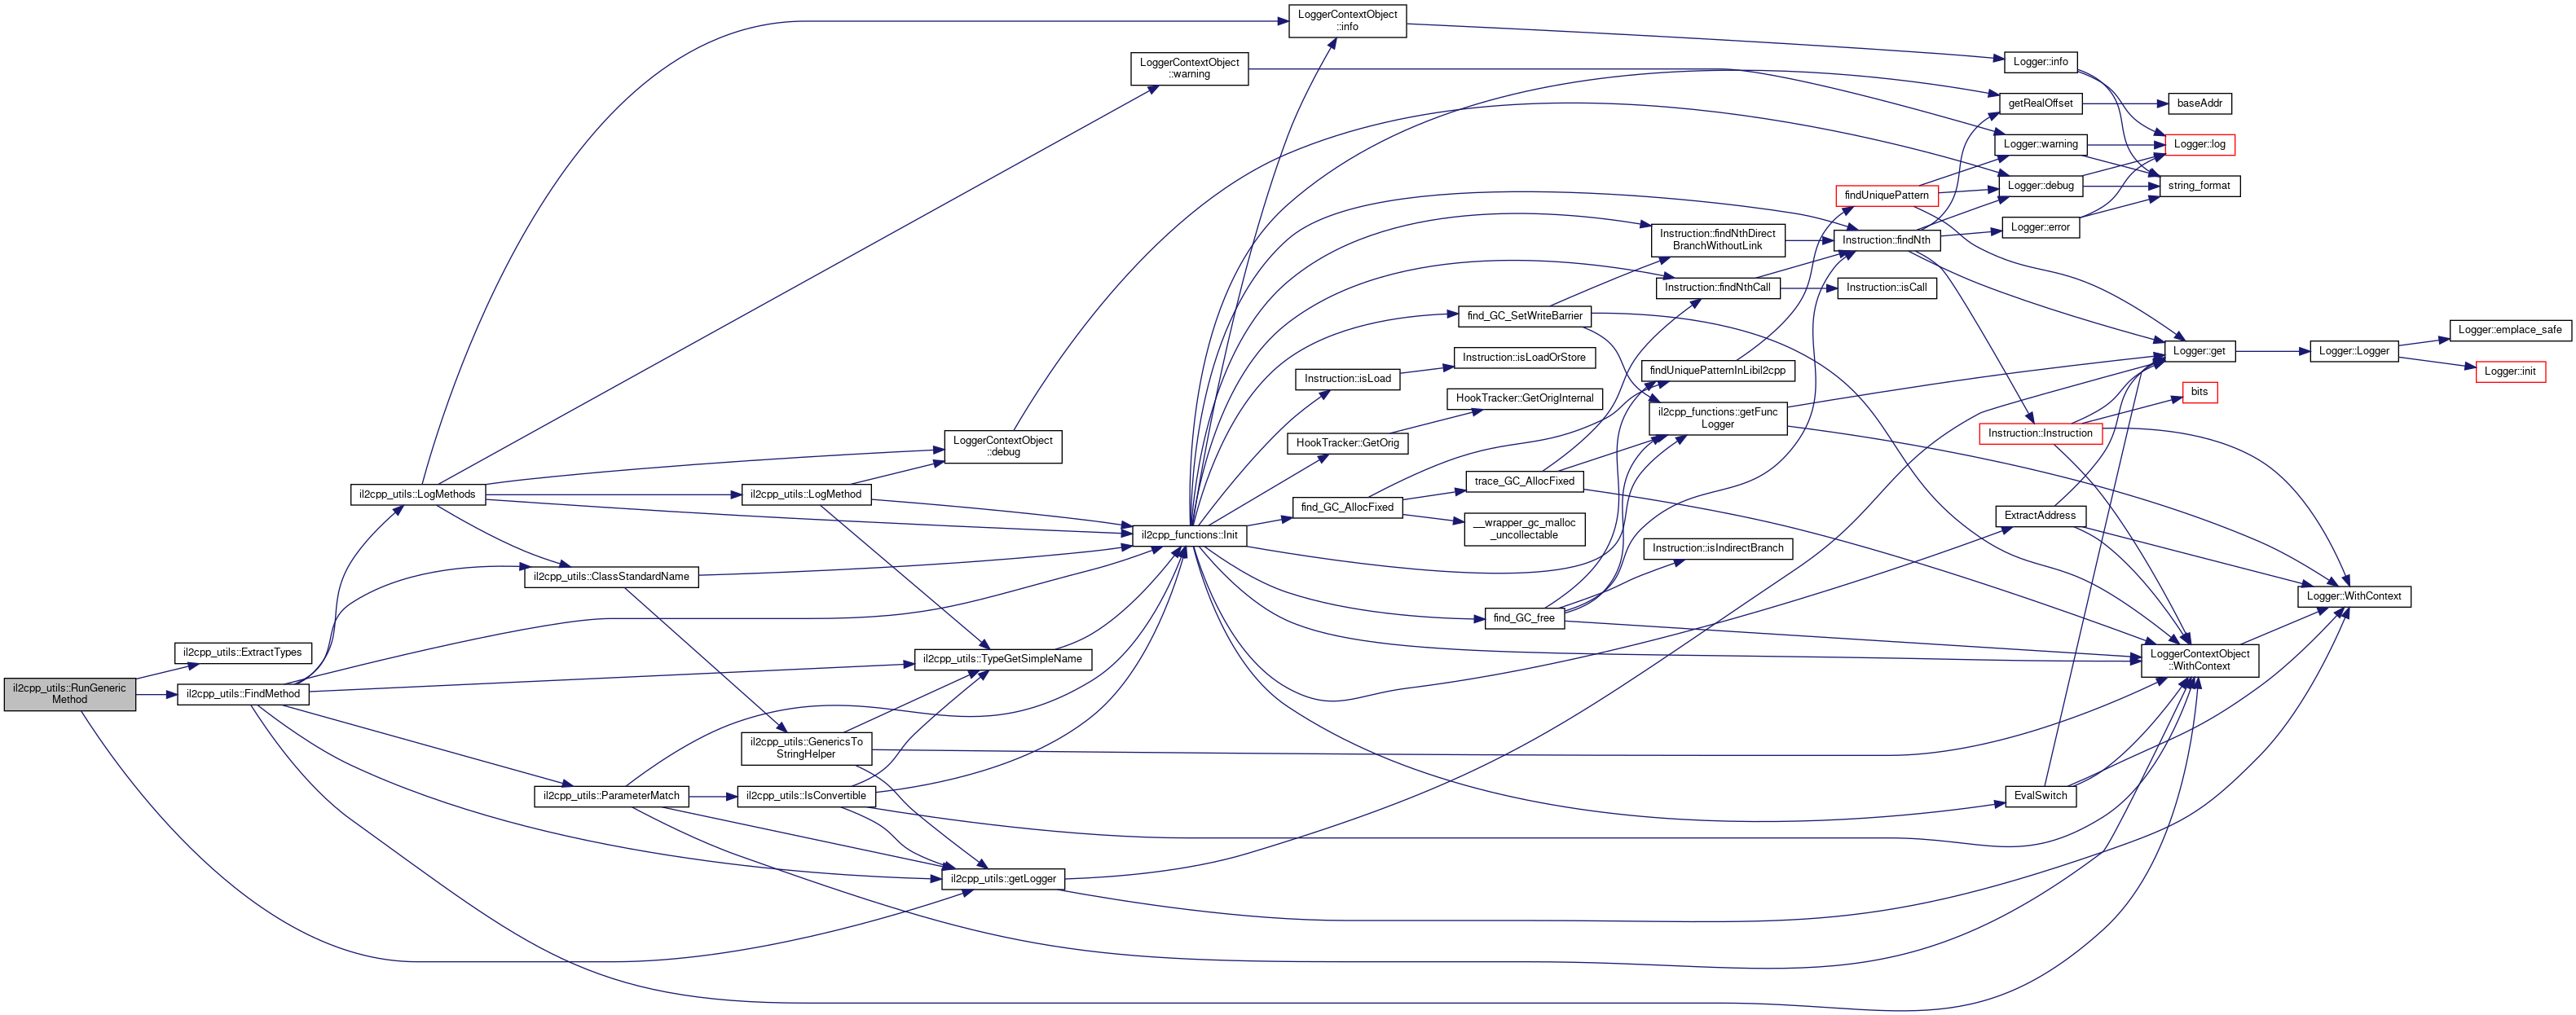 il2cpp_utils::RunGeneric
Method
il2cpp_utils::ExtractTypes
il2cpp_utils::FindMethod
il2cpp_utils::LogMethods
il2cpp_utils::ClassStandardName
il2cpp_utils::ParameterMatch
il2cpp_utils::LogMethod
il2cpp_utils::GenericsTo
StringHelper
il2cpp_utils::IsConvertible
LoggerContextObject
::debug
il2cpp_utils::TypeGetSimpleName
il2cpp_utils::getLogger
LoggerContextObject
::warning
il2cpp_functions::Init
LoggerContextObject
::info
Instruction::isLoad
HookTracker::GetOrig
find_GC_AllocFixed
find_GC_SetWriteBarrier
Instruction::isLoadOrStore
HookTracker::GetOrigInternal
trace_GC_AllocFixed
__wrapper_gc_malloc
_uncollectable
find_GC_free
Instruction::findNthDirect
BranchWithoutLink
Instruction::findNthCall
findUniquePatternInLibil2cpp
il2cpp_functions::getFunc
Logger
Instruction::isIndirectBranch
findUniquePattern
Instruction::findNth
Instruction::isCall
Logger::info
getRealOffset
Logger::warning
Logger::debug
Logger::error
Instruction::Instruction
ExtractAddress
EvalSwitch
baseAddr
Logger::log
string_format
Logger::get
bits
LoggerContextObject
::WithContext
Logger::Logger
Logger::WithContext
Logger::emplace_safe
Logger::init